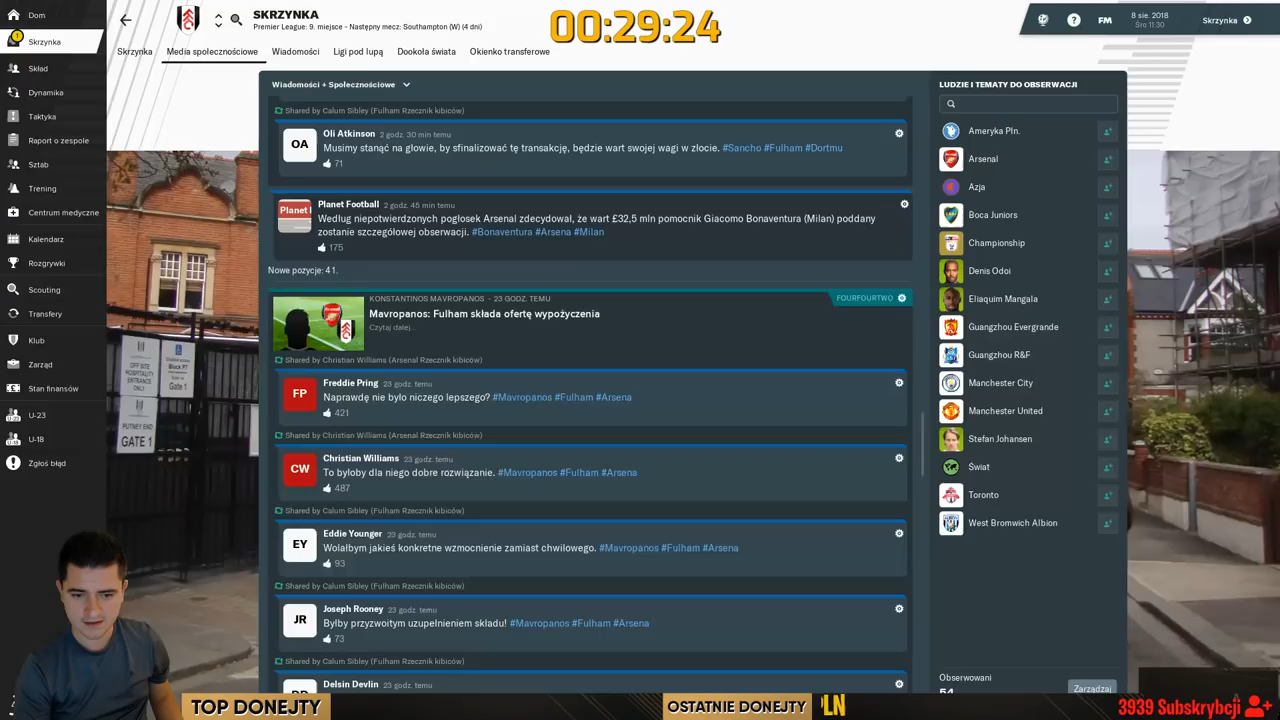 Dom
1
Skrzynka
Skład
Dynamika
Taktyka
Raport o zespole
Sztab
Trening
Centrum medyczne
Kalendarz
Rozgrywki
Scouting
Transfery
Klub
Zarząd
Stan finansów
U-23
U-18
Zgłoś błąd
SKRZYNKA
Premier League: 9. miejsce - Następny mecz: Southampton (W) (4 dni)
00:29:24
FM
8 sie. 2018
Śro 11:30
Skrzynka
Skrzynka
Media społecznościowe
Wiadomości
Ligi pod lupą
Dookoła świata
Okienko transferowe
Wiadomości + Społecznościowe
Shared by Calum Sibley (Fulham Rzecznik kibiców)
OA
Oli Atkinson 2 godz. 30 min temu
Musimy stanąć na głowie, by sfinalizować tę transakcję, będzie wart swojej wagi w złocie. #Sancho #Fulham #Dortmu
71
Planet
Planet Football 2 godz. 45 min temu
Według niepotwierdzonych pogłosek Arsenal zdecydował, że wart £32,5 mln pomocnik Giacomo Bonaventura (Milan) poddany
zostanie szczegółowej obserwacji. #Bonaventura #Arsena #Milan
175
Nowe pozycje: 41.
KONSTANTINOS MAVROPANOS - 23 GODZ. TEMU
FOURFOURTWO
Mavropanos: Fulham składa ofertę wypożyczenia
Czytaj dalej...
Shared by Christian Williams (Arsenal Rzecznik kibiców)
FP
Freddie Pring 23 godz. temu
Naprawdę nie było niczego lepszego? #Mavropanos #Fulham #Arsena
421
Shared by Christian Williams (Arsenal Rzecznik kibiców)
CW
Christian Williams 23 godz. temu
To byłoby dla niego dobre rozwiązanie. #Mavropanos #Fulham #Arsena
487
Shared by Calum Sibley (Fulham Rzecznik kibiców)
EY
Eddie Younger 23 godz. temu
Wolałbym jakieś konkretne wzmocnienie zamiast chwilowego. #Mavropanos #Fulham #Arsena
93
Shared by Calum Sibley (Fulham Rzecznik kibiców)
JR
Joseph Rooney 23 godz. temu
Byłby przyzwoitym uzupełnieniem składu! #Mavropanos #Fulham #Arsena
73
Shared by Calum Sibley (Fulham Rzecznik kibiców)
Delsin Devlin 23 godz. temu
LUDZIE I TEMATY DO OBSERWACJI
Ameryka Płn.
Arsenal
Azja
Boca Juniors
Championship
Denis Odoi
Eliaquim Mangala
Guangzhou Evergrande
Guangzhou R&F
Manchester City
Manchester United
Stefan Johansen
Świat
Toronto
West Bromwich Albion
Obserwowani
54
Zarządzaj
OFF SITE
HOSPITALITY
ENTRANCE
ONLY
GATE 1
PUTNEY END
GATE 1
TOP DONEJTY
OSTATNIE DONEJTY
PLN
3939 Subskrybcji